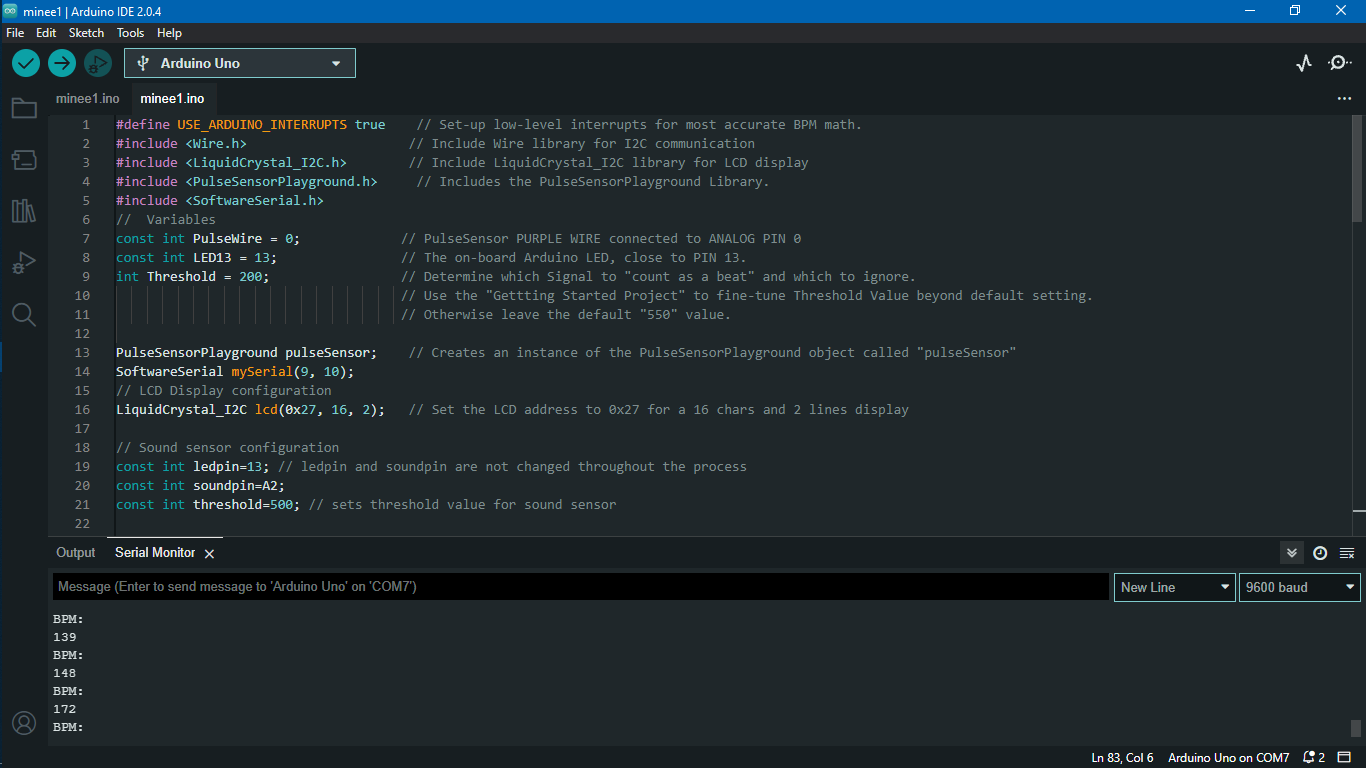 minee1 | Arduino IDE 2.0.4
File Edit Sketch Tools Help
Arduino Uno
minee1.ino minee1.ino
1 #define USE_ARDUINO_INTERRUPTS true // Set-up low-level interrupts for most accurate BPM math.
2 #include <Wire.h> // Include Wire library for I2C communication
3 #include <LiquidCrystal_I2C.h> // Include LiquidCrystal_I2C library for LCD display
4 #include <PulseSensorPlayground.h> // Includes the PulseSensorPlayground Library.
5 #include <SoftwareSerial.h>
6 // Variables
7 const int PulseWire = 0; // PulseSensor PURPLE WIRE connected to ANALOG PIN 0
8 const int LED13 = 13; // The on-board Arduino LED, close to PIN 13.
9 int Threshold = 200; // Determine which Signal to "count as a beat" and which to ignore.
10 // Use the "Gettting Started Project" to fine-tune Threshold Value beyond default setting.
11 // Otherwise leave the default "550" value.
12
13 PulseSensorPlayground pulseSensor; // Creates an instance of the PulseSensorPlayground object called "pulseSensor"
14 SoftwareSerial mySerial(9, 10);
15 // LCD Display configuration
16 LiquidCrystal_I2C lcd(0x27, 16, 2); // Set the LCD address to 0x27 for a 16 chars and 2 lines display
17
18 // Sound sensor configuration
19 const int ledpin=13; // ledpin and soundpin are not changed throughout the process
20 const int soundpin=A2;
21 const int threshold=500; // sets threshold value for sound sensor
22
Output Serial Monitor
Message (Enter to send message to 'Arduino Uno' on 'COM7') New Line 9600 baud
BPM:
139
BPM:
148
BPM:
172
BPM:
Ln 83, Col 6 Arduino Uno on COM7 2